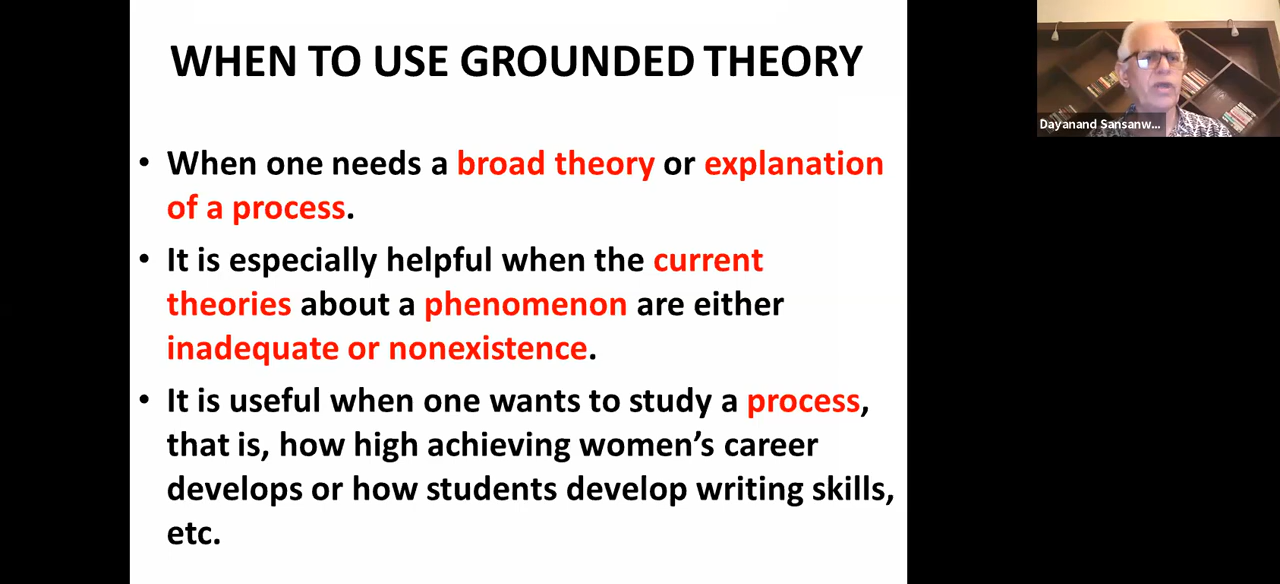 WHEN TO USE GROUNDED THEORY
• When one needs a broad theory or explanation
of a process.
• It is especially helpful when the current
theories about a phenomenon are either
inadequate or nonexistence.
• It is useful when one wants to study a process,
that is, how high achieving women’s career
develops or how students develop writing skills,
etc.
Dayanand Sansanw...